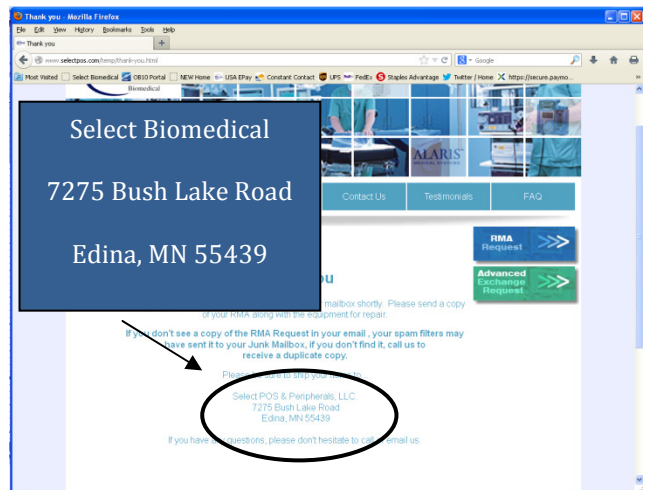 Thank you - Mozilla Firefox
File Edit View History Bookmarks Tools Help
Thank you +
www.selectpos.com/temp/thank-you.html
Google
Most Visited Select Biomedical OB10 Portal NEW Home USA EPay Constant Contact UPS FedEx Staples Advantage Twitter / Home https://secure.paymo...
Biomedical
ALARIS
Select Biomedical
7275 Bush Lake Road
Edina, MN 55439
Contact Us Testimonials FAQ
RMA
Request >>>
Advanced
Exchange
Request >>>
ou
mailbox shortly. Please send a copy
of your RMA along with the equipment for repair.
If you don't see a copy of the RMA Request in your email , your spam filters may
have sent it to your Junk Mailbox, if you don't find it, call us to
receive a duplicate copy.
to ship your
Select POS & Peripherals, LLC
7275 Bush Lake Road
Edina, MN 55439
If you have questions, please don't hesitate to call email us.